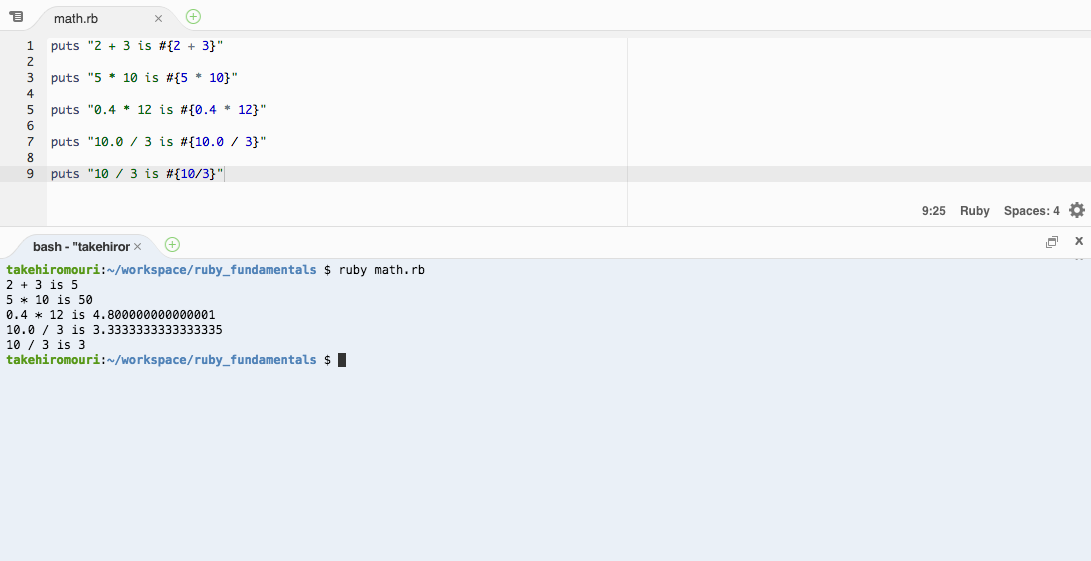 math.rb
1 puts "2 + 3 is #{2 + 3}"
2
3 puts "5 * 10 is #{5 * 10}"
4
5 puts "0.4 * 12 is #{0.4 * 12}"
6
7 puts "10.0 / 3 is #{10.0 / 3}"
8
9 puts "10 / 3 is #{10/3}"
9:25 Ruby Spaces: 4
bash - "takehiror
takehiromouri:~/workspace/ruby_fundamentals $ ruby math.rb
2 + 3 is 5
5 * 10 is 50
0.4 * 12 is 4.800000000000001
10.0 / 3 is 3.3333333333333335
10 / 3 is 3
takehiromouri:~/workspace/ruby_fundamentals $